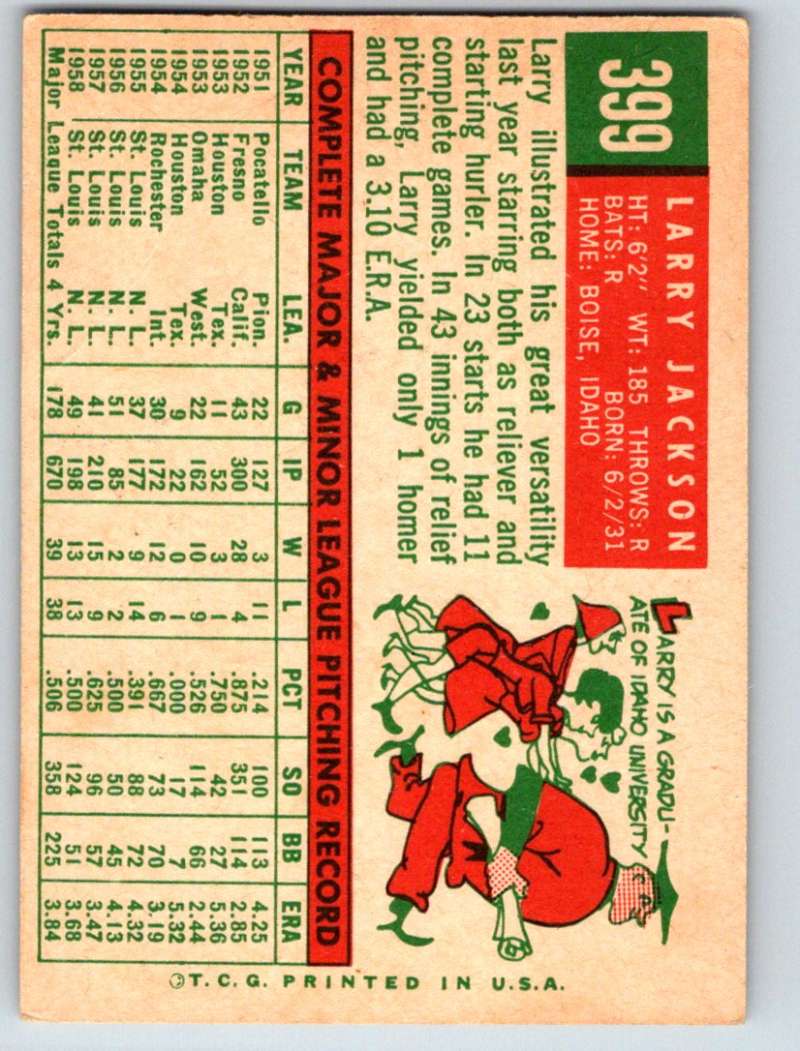 399
LARRY JACKSON
HT: 6'2" WT: 185 THROWS: R
BATS: R BORN: 6/2/31
HOME: BOISE, IDAHO
Larry illustrated his great versatility
last year starring both as reliever and
starting hurler. In 23 starts he had 11
complete games. In 43 innings of relief
pitching, Larry yielded only 1 homer
and had a 3.10 E.R.A.
LARRY IS A GRADU-
ATE OF IDAHO UNIVERSITY
COMPLETE MAJOR & MINOR LEAGUE PITCHING RECORD
YEAR TEAM LEA. G IP W L PCT SO BB ERA
1951 Pocatello Pion. 22 127 3 11 .214 100 113 4.25
1952 Fresno Calif. 43 300 28 4 .875 351 114 2.85
1953 Houston Tex. 11 52 3 1 .750 42 27 5.36
1953 Omaha West. 22 162 10 9 .526 114 66 2.44
1954 Houston Tex. 9 22 0 1 .000 17 7 5.32
1954 Rochester Int. 30 172 12 6 .667 73 70 3.19
1955 St. Louis N. L. 37 177 9 14 .391 88 72 4.32
1956 St. Louis N. L. 51 85 2 2 .500 50 45 4.13
1957 St. Louis N. L. 41 210 15 9 .625 96 57 3.47
1958 St. Louis N. L. 49 198 13 13 .500 124 51 3.68
Major League Totals 4 Yrs. 178 670 39 38 .506 358 225 3.84
©T.C.G. PRINTED IN U.S.A.